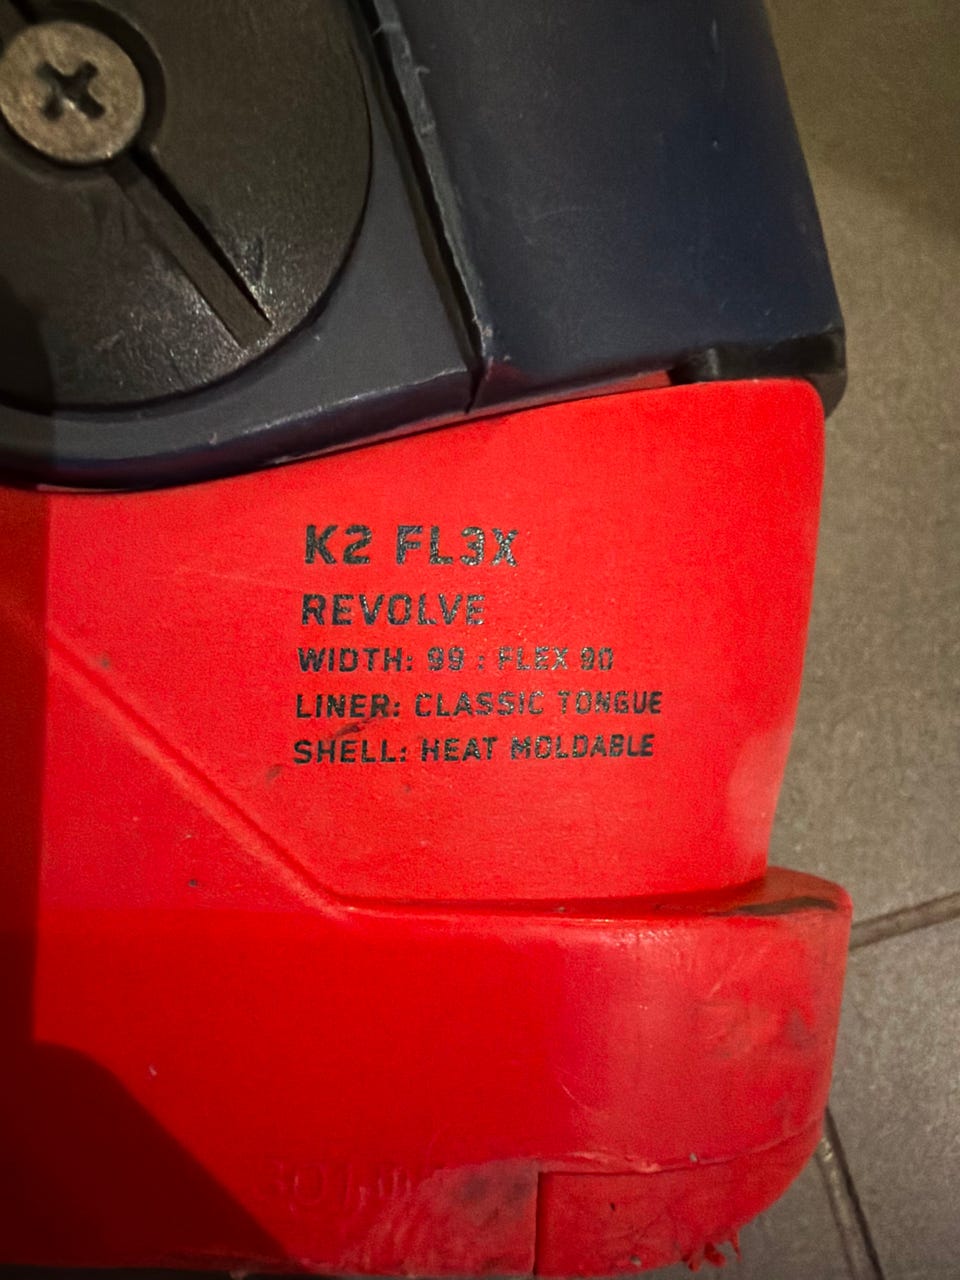 K2 FL3X
REVOLVE
WIDTH: 99 : FLEX 90
LINER: CLASSIC TONGUE
SHELL: HEAT MOLDABLE